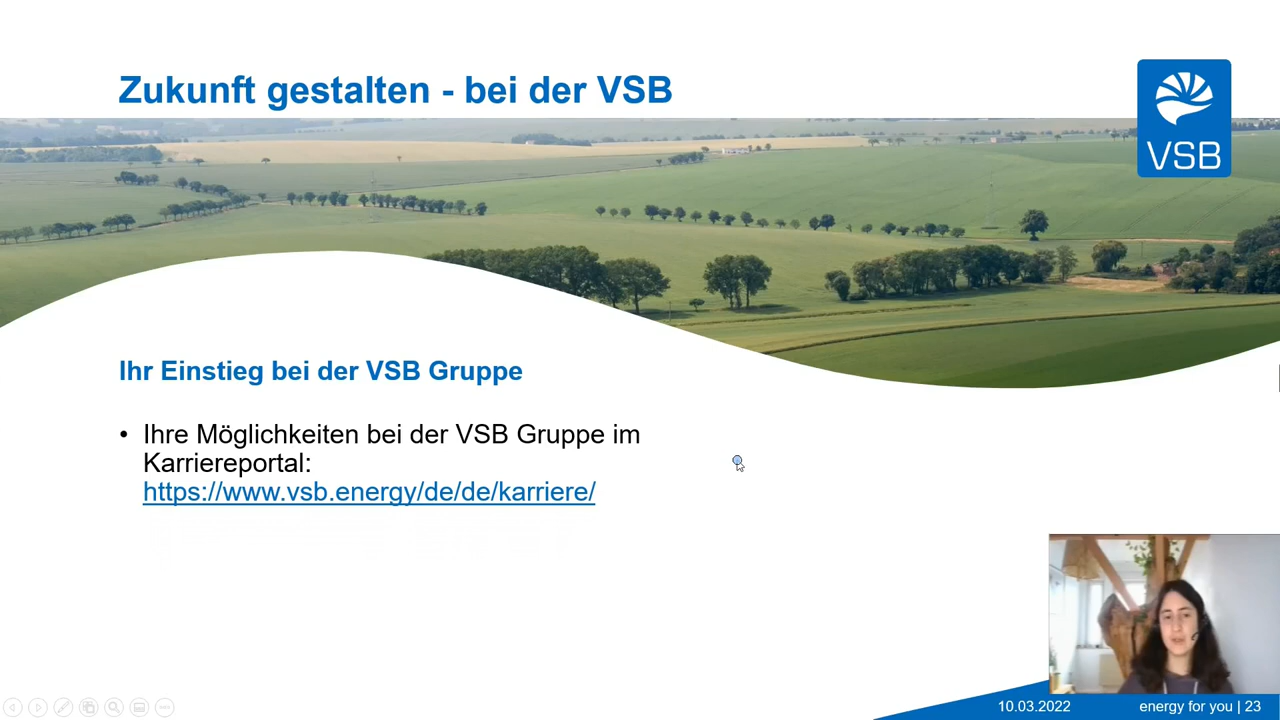 Zukunft gestalten - bei der VSB
VSB
Ihr Einstieg bei der VSB Gruppe
• Ihre Möglichkeiten bei der VSB Gruppe im
Karriereportal:
https://www.vsb.energy/de/de/karriere/
10.03.2022
energy for you | 23